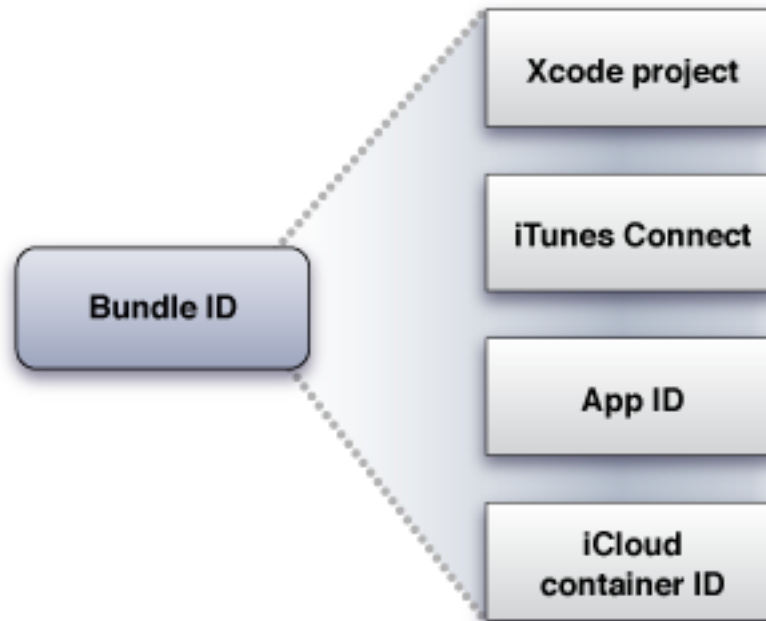 Xcode project
iTunes Connect
Bundle ID
App ID
iCloud
container ID